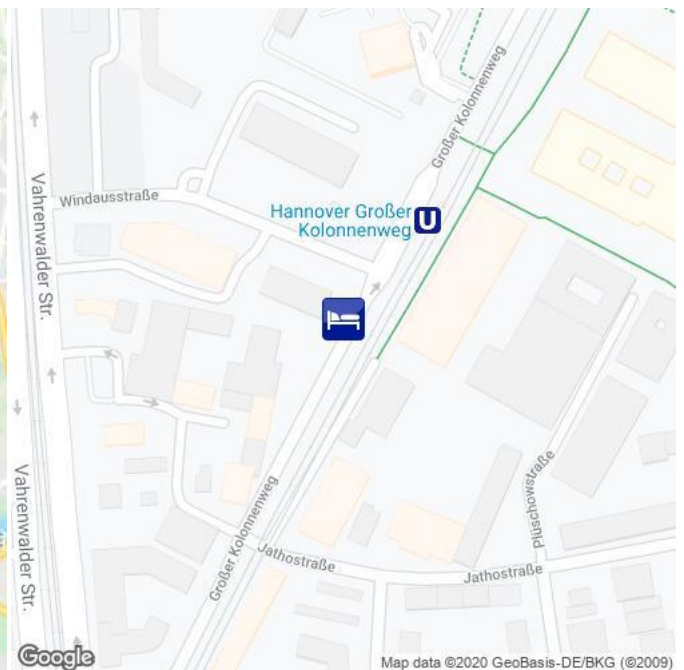 Großer Kolonnenweg
Vahrenwalder Str.
Windausstraße
Hannover Großer
Kolonnenweg
U
Vahrenwalder Str.
Großer Kolonnenweg
Plüschowstraße
Jathostraße
Jathostraße
Google
Map data ©2020 GeoBasis-DE/BKG (©2009)